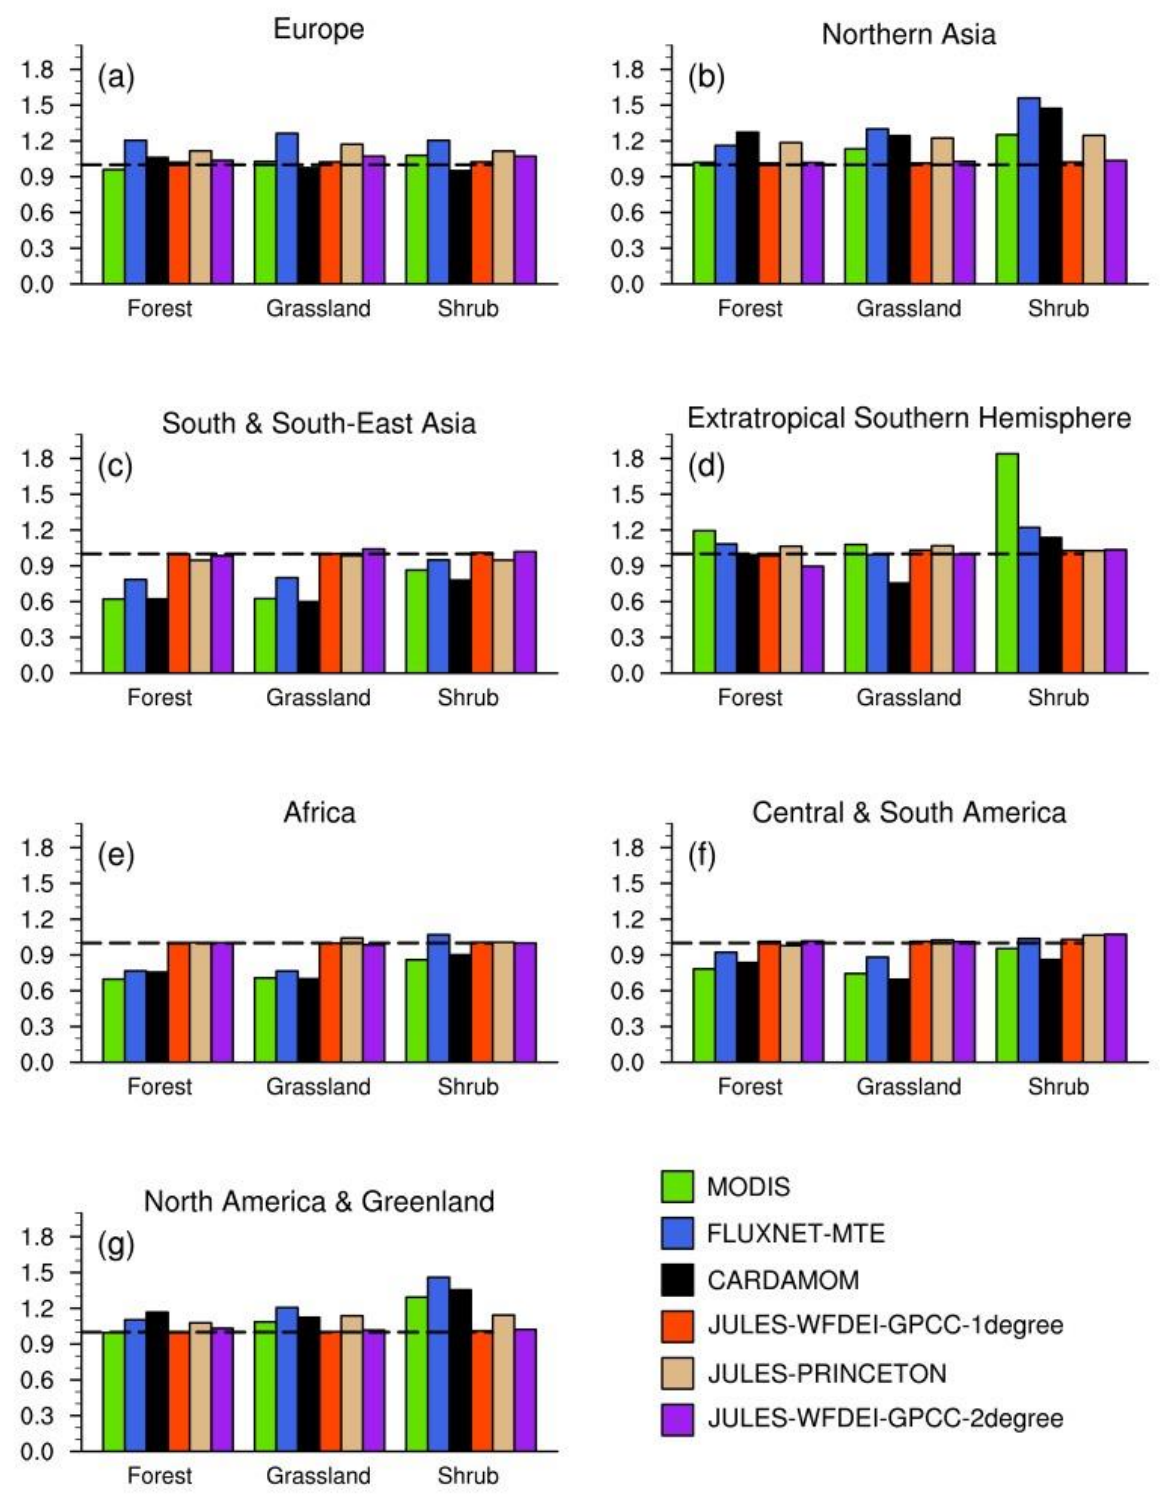 Europe
(a)
1.8
1.5
1.2
0.9
0.6
0.3
0.0
Forest Grassland Shrub
Northern Asia
(b)
1.8
1.5
1.2
0.9
0.6
0.3
0.0
Forest Grassland Shrub
South & South-East Asia
(c)
1.8
1.5
1.2
0.9
0.6
0.3
0.0
Forest Grassland Shrub
Extratropical Southern Hemisphere
(d)
1.8
1.5
1.2
0.9
0.6
0.3
0.0
Forest Grassland Shrub
Africa
(e)
1.8
1.5
1.2
0.9
0.6
0.3
0.0
Forest Grassland Shrub
Central & South America
(f)
1.8
1.5
1.2
0.9
0.6
0.3
0.0
Forest Grassland Shrub
North America & Greenland
(g)
1.8
1.5
1.2
0.9
0.6
0.3
0.0
Forest Grassland Shrub
MODIS
FLUXNET-MTE
CARDAMOM
JULES-WFDEI-GPCC-1degree
JULES-PRINCETON
JULES-WFDEI-GPCC-2degree